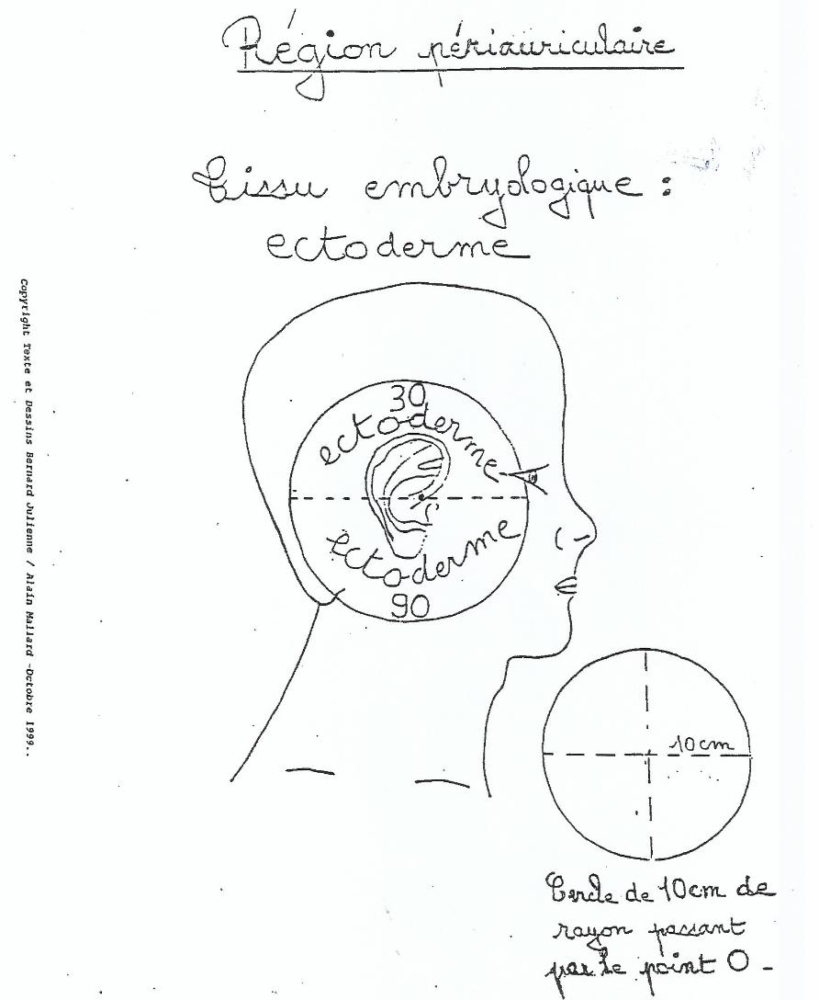 Région périauriculaire
Tissu embryologique :
ectoderme
30
ectoderme
ectoderme
90
10cm
Cercle de 10cm de
rayon passant
par le point O -
Copyright Texte et Dessins Bernard Julienne / Alain Mallard -Octobre 1999..